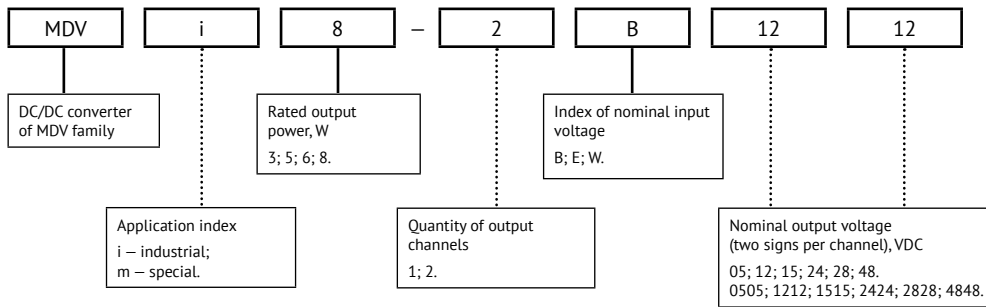 MDV i 8 – 2 B 12 12
DC/DC converter
of MDV family
Rated output
power, W
3; 5; 6; 8.
Index of nominal input
voltage
B; E; W.
Application index
i – industrial;
m – special.
Quantity of output
channels
1; 2.
Nominal output voltage
(two signs per channel), VDC
05; 12; 15; 24; 28; 48.
0505; 1212; 1515; 2424; 2828; 4848.